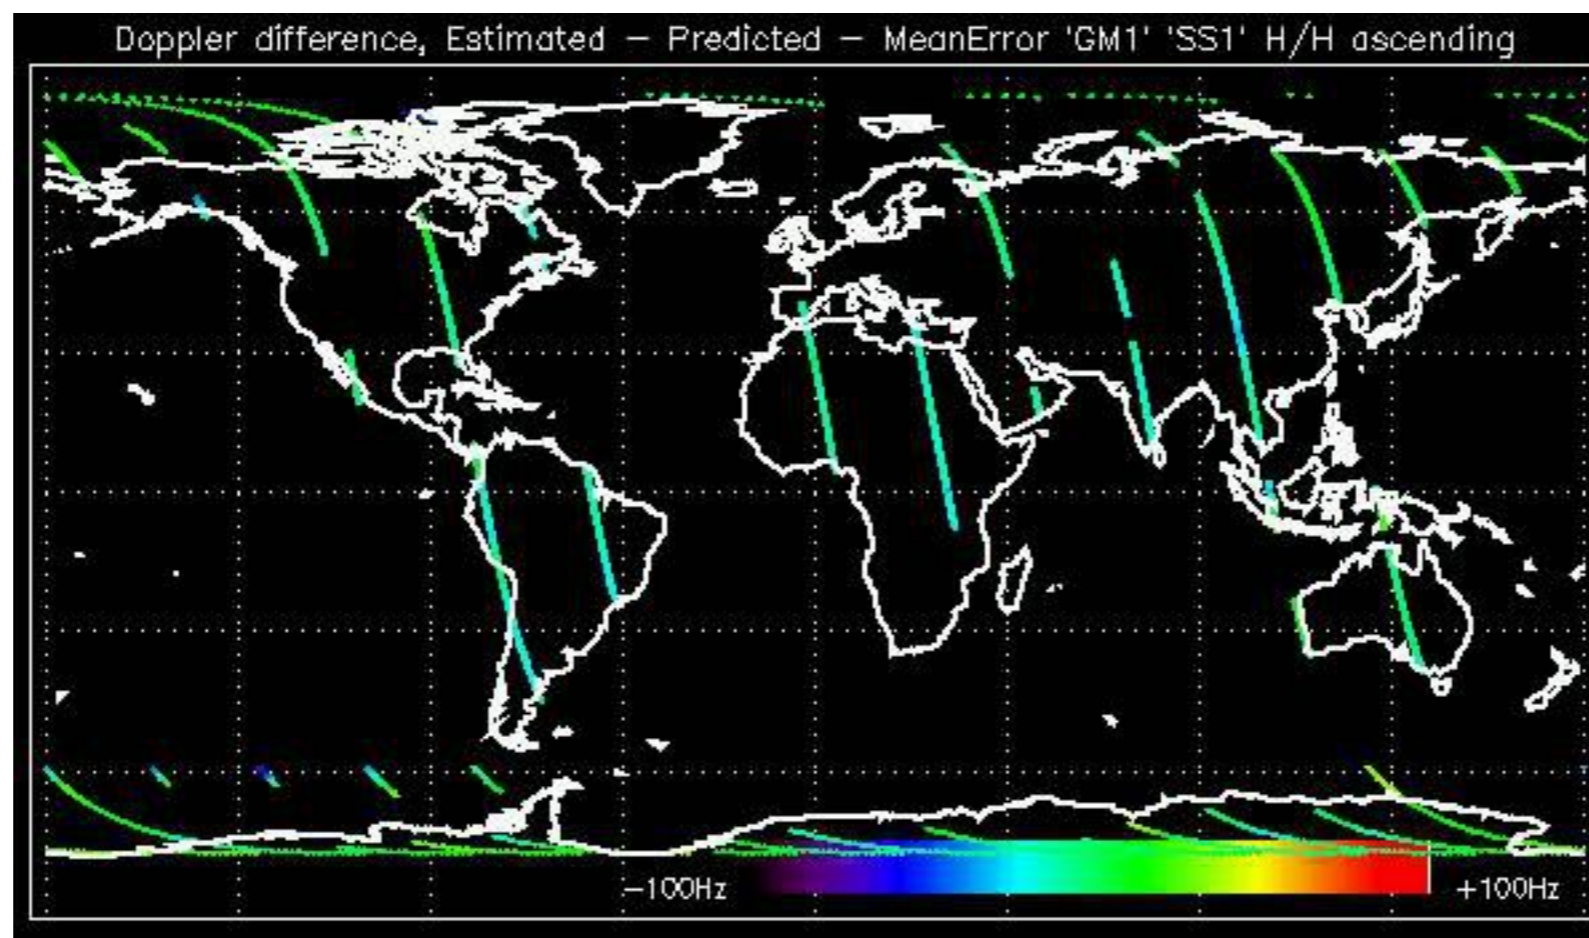 Doppler difference, Estimated – Predicted – MeanError 'GM1' 'SS1' H/H ascending
–100Hz
+100Hz